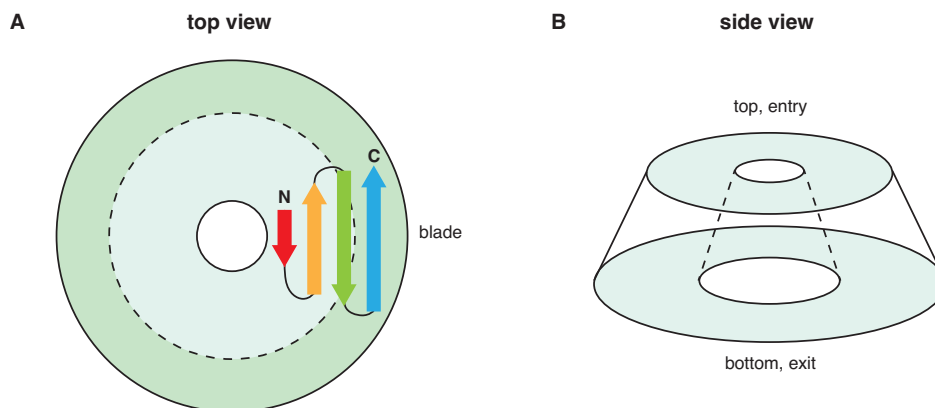 A
top view
N
C
blade
B
side view
top, entry
bottom, exit